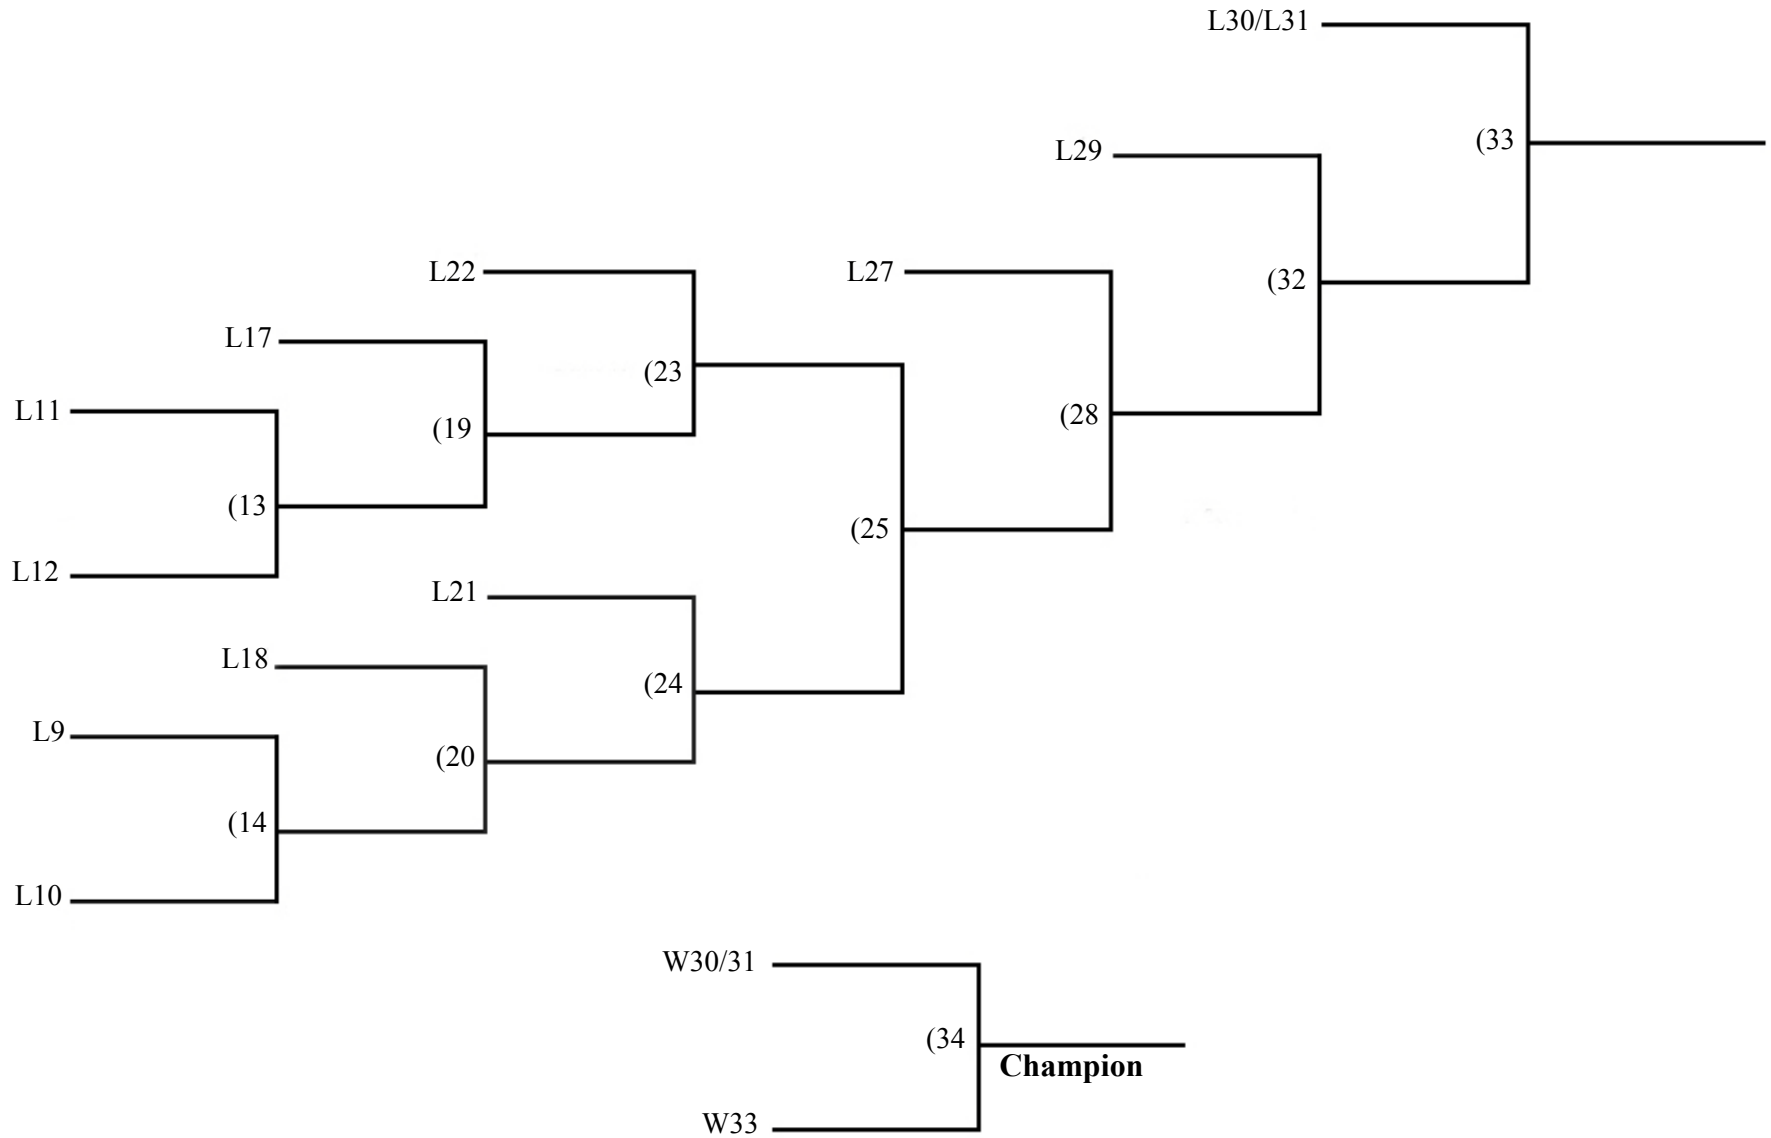 L30/L31
(33
L29
(32
L22
L27
L17
(23
L11
(28
(19
(13
(25
L12
L21
L18
(24
L9
(20
(14
L10
W30/31
(34
Champion
W33